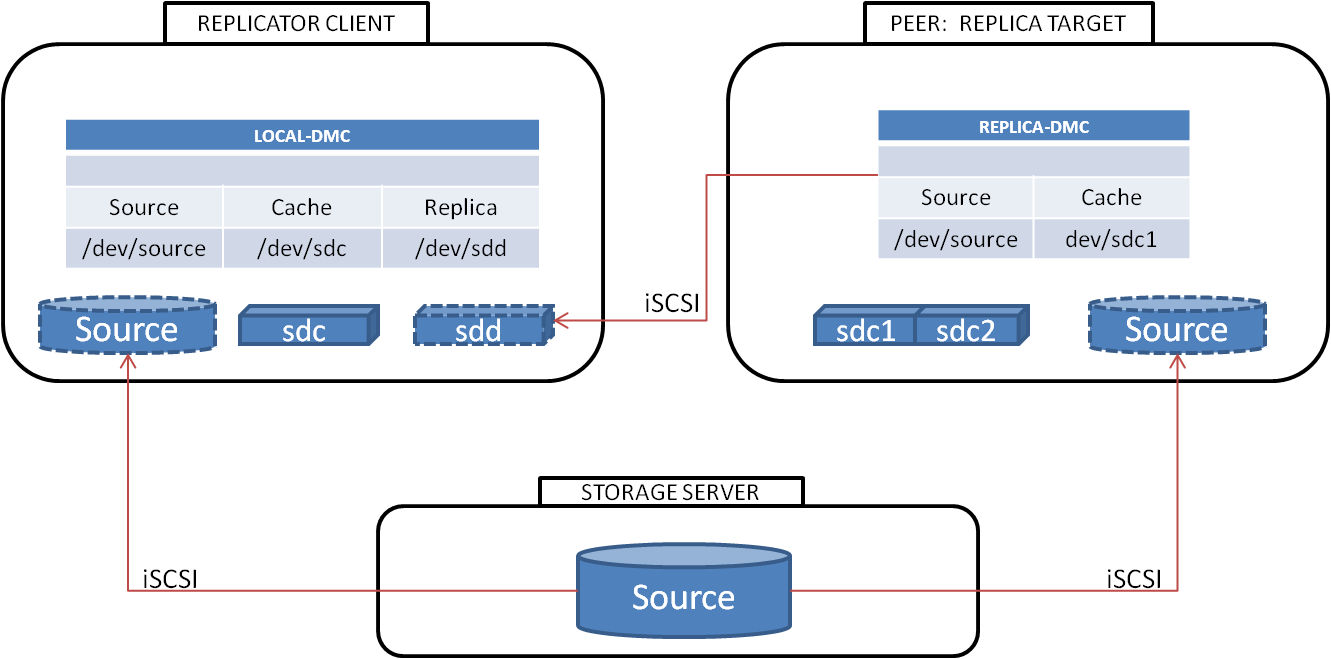 REPLICATOR CLIENT
LOCAL-DMC
Source Cache Replica
/dev/source /dev/sdc /dev/sdd
Source sdc sdd
PEER: REPLICA TARGET
REPLICA-DMC
Source Cache
/dev/source dev/sdc1
sdc1 sdc2 Source
iSCSI
STORAGE SERVER
Source
iSCSI
iSCSI